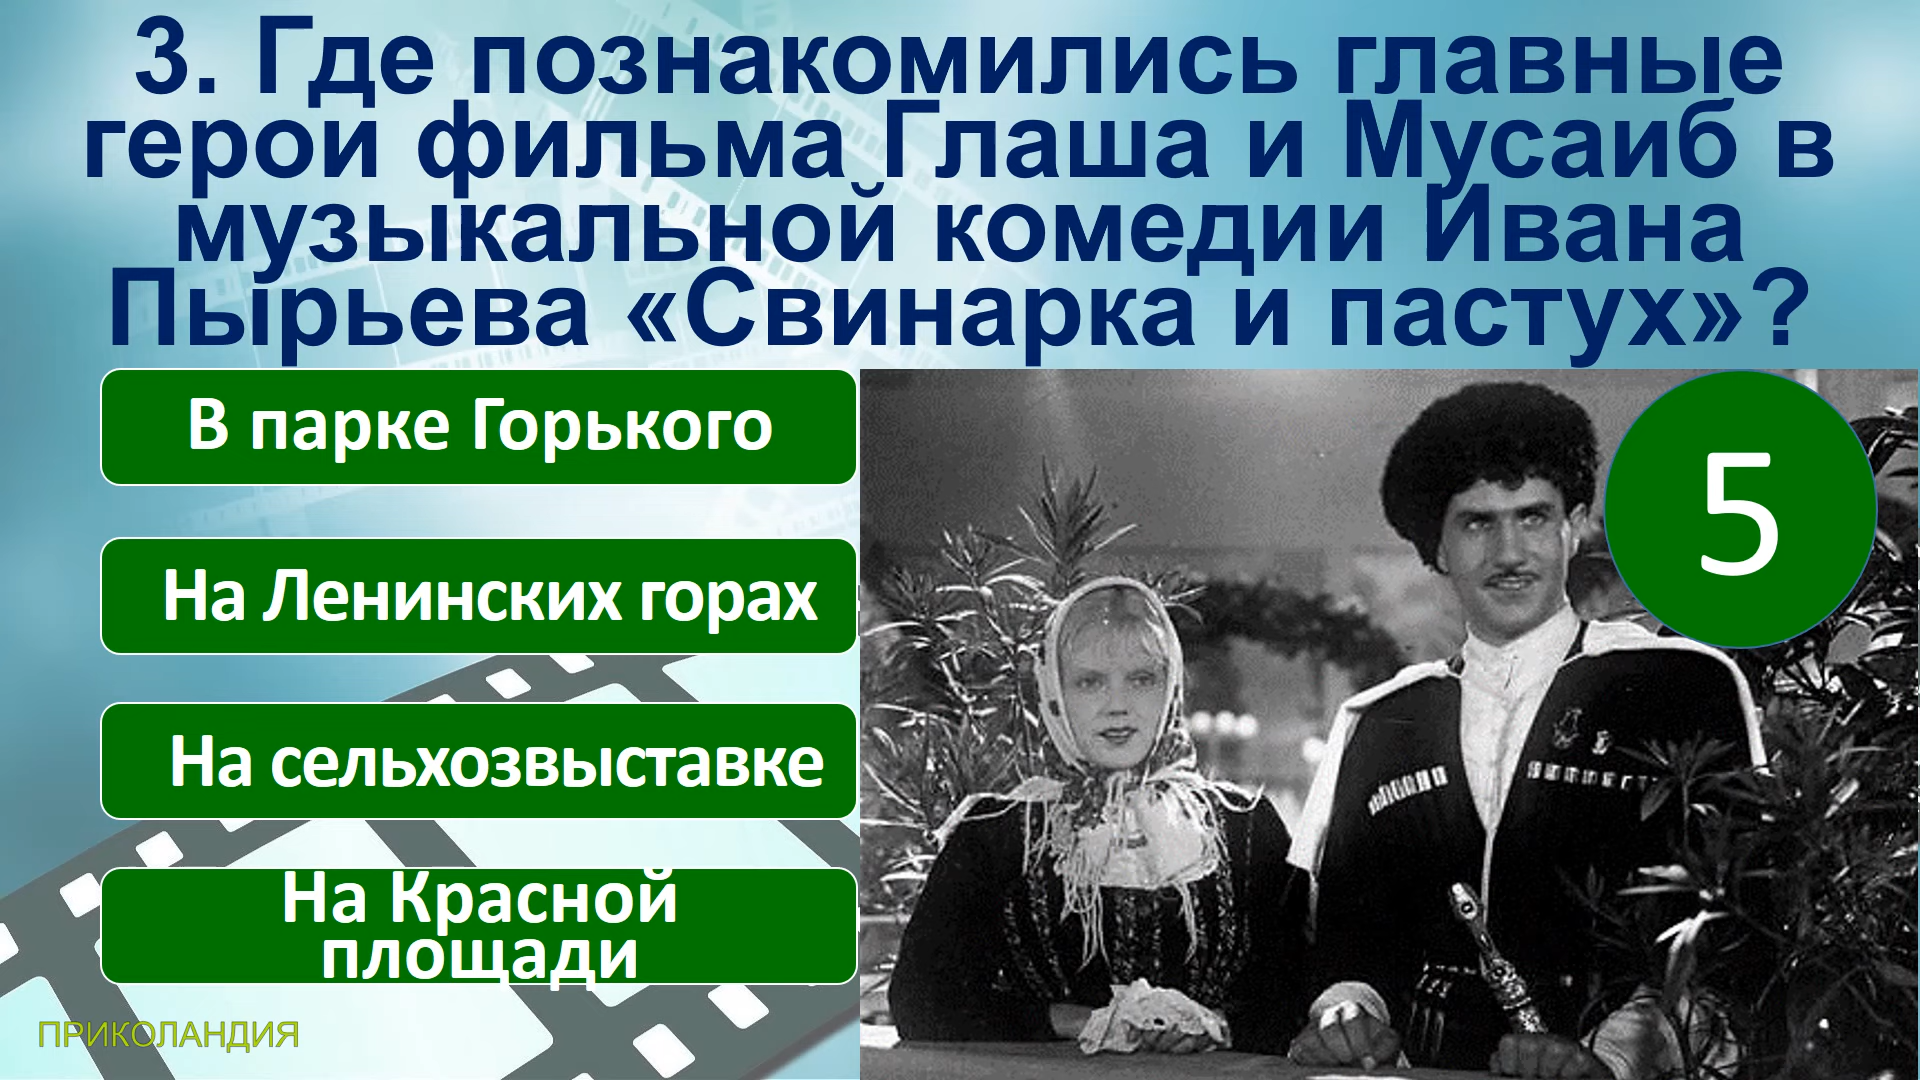 3. Где познакомились главные
герои фильма Глаша и Мусаиб в
музыкальной комедии Ивана
Пырьева «Свинарка и пастух»?
В парке Горького
На Ленинских горах
На сельхозвыставке
На Красной
площади
5
ПРИКОЛАНДИЯ